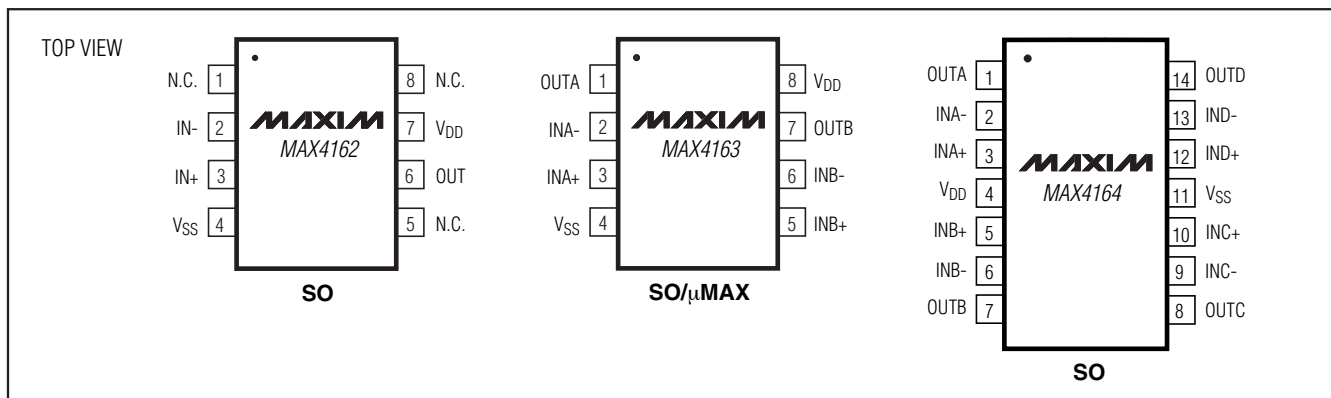 TOP VIEW
N.C. 1 8 N.C.
IN- 2 7 VDD
IN+ 3 6 OUT
VSS 4 5 N.C.
MAXIM
MAX4162
SO
OUTA 1 8 VDD
INA- 2 7 OUTB
INA+ 3 6 INB-
VSS 4 5 INB+
MAXIM
MAX4163
SO/µMAX
OUTA 1 14 OUTD
INA- 2 13 IND-
INA+ 3 12 IND+
VDD 4 11 VSS
INB+ 5 10 INC+
INB- 6 9 INC-
OUTB 7 8 OUTC
MAXIM
MAX4164
SO